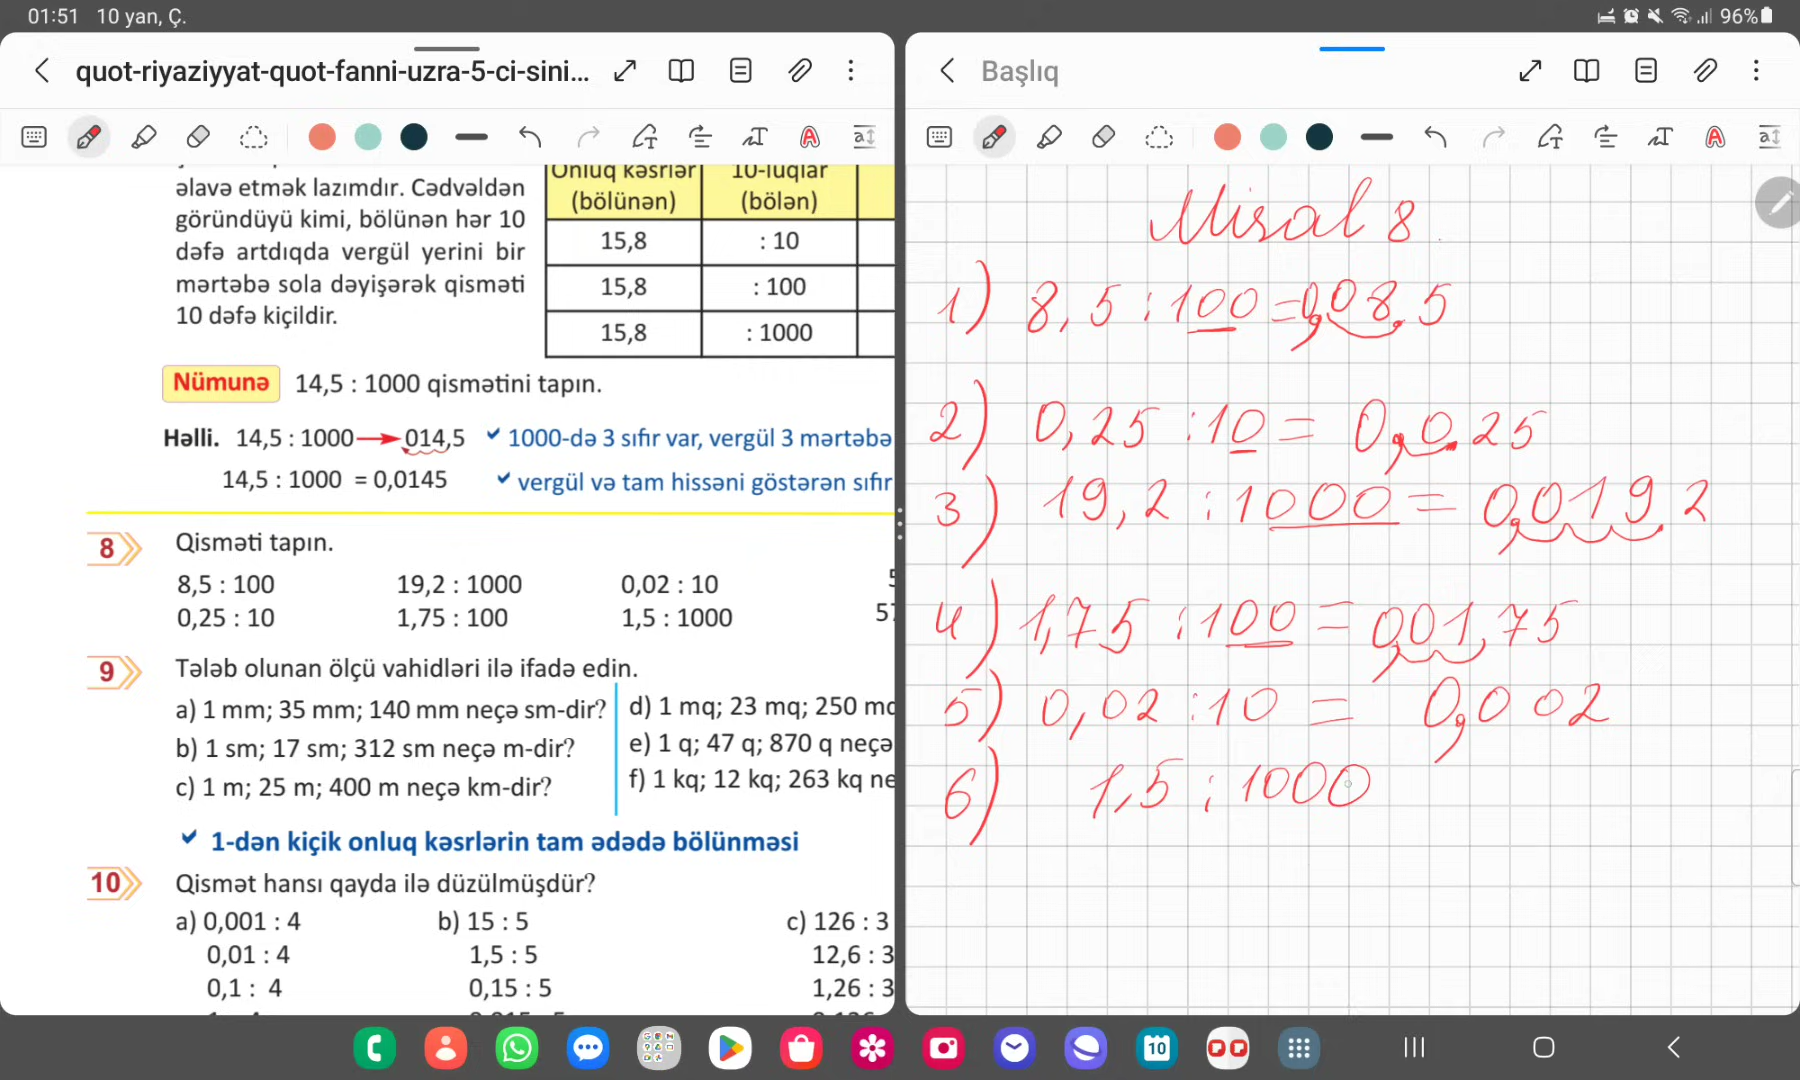 01:51 10 yan, Ç.
96%
quot-riyaziyyat-quot-fanni-uzra-5-ci-sini...
əlavə etmək lazımdır. Cədvəldən
göründüyü kimi, bölünən hər 10
dəfə artdıqda vergül yerini bir
mərtəbə sola dəyişərək qisməti
10 dəfə kiçildir.
Onluq kəsrlər 10-luqlar
(bölünən) (bölən)
15,8 : 10
15,8 : 100
15,8 : 1000
Nümunə 14,5 : 1000 qismətini tapın.
Həlli. 14,5 : 1000 014,5 1000-də 3 sıfır var, vergül 3 mərtəbə
14,5 : 1000 = 0,0145 vergül və tam hissəni göstərən sıfır
8 Qisməti tapın.
8,5 : 100 19,2 : 1000 0,02 : 10 5
0,25 : 10 1,75 : 100 1,5 : 1000 57
9 Tələb olunan ölçü vahidləri ilə ifadə edin.
a) 1 mm; 35 mm; 140 mm neçə sm-dir?
b) 1 sm; 17 sm; 312 sm neçə m-dir?
c) 1 m; 25 m; 400 m neçə km-dir?
d) 1 mq; 23 mq; 250 mq
e) 1 q; 47 q; 870 q neçə
f) 1 kq; 12 kq; 263 kq ne
1-dən kiçik onluq kəsrlərin tam ədədə bölünməsi
10 Qismət hansı qayda ilə düzülmüşdür?
a) 0,001 : 4 b) 15 : 5 c) 126 : 3
0,01 : 4 1,5 : 5 12,6 : 3
0,1 : 4 0,15 : 5 1,26 : 3
Başlıq
Misal 8
1) 8,5 : 100 = 0,08.5
2) 0,25 : 10 = 0,0.25
3) 19,2 : 1000 = 0,019.2
4) 1,75 : 100 = 0,01,75
5) 0,02 : 10 = 0,002
6) 1,5 : 1000
10